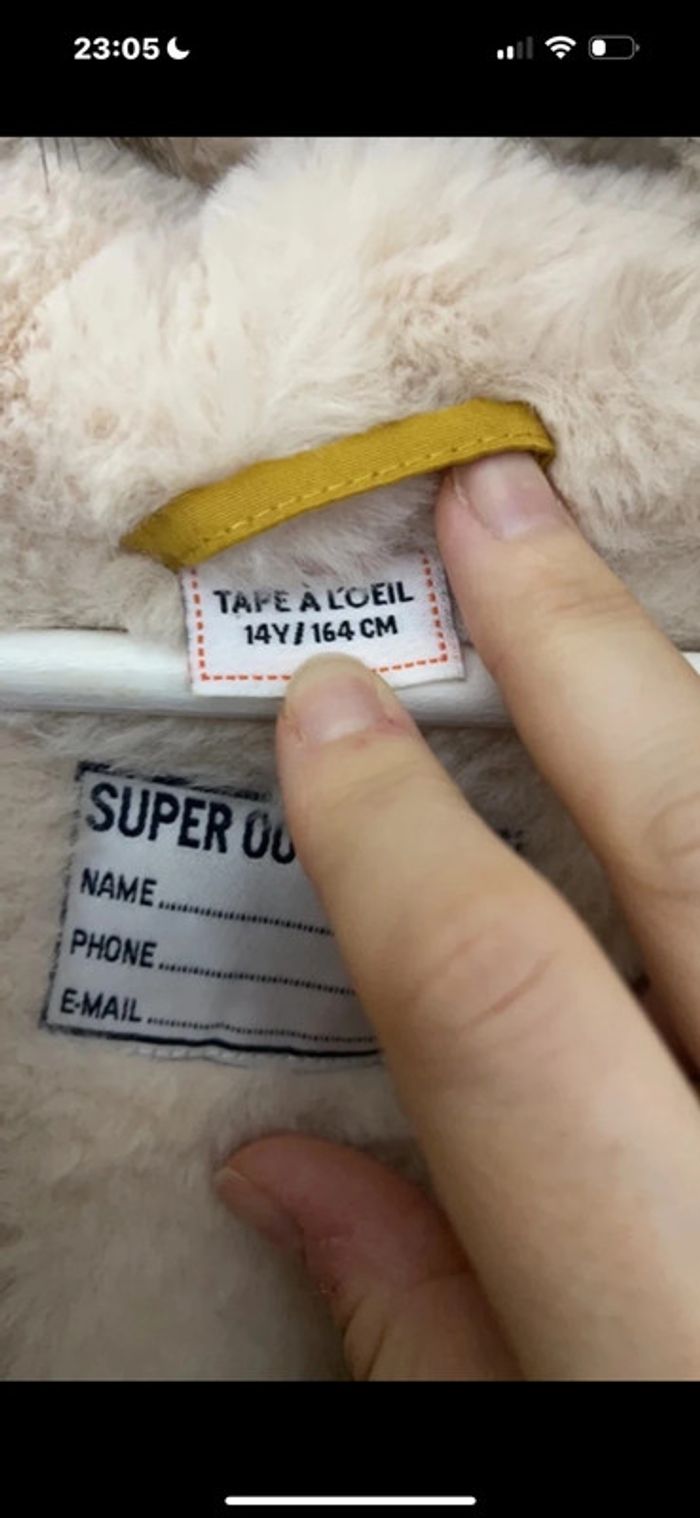 23:05
TAPE À L'OEIL
14Y/ 164 CM
SUPER
NAME
PHONE
E-MAIL